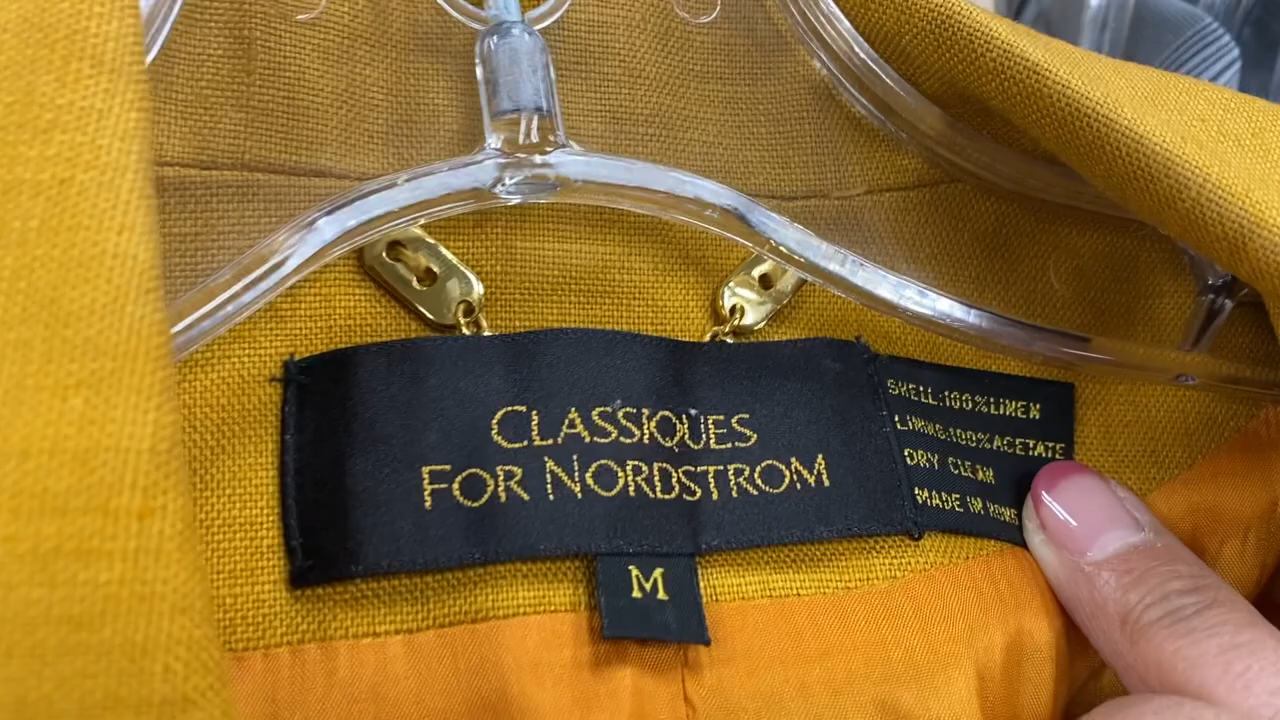 CLASSIQUES
FOR NORDSTROM
M
SHELL:100%LINEN
LINING:100%ACETATE
DRY CLEAN
MADE IN